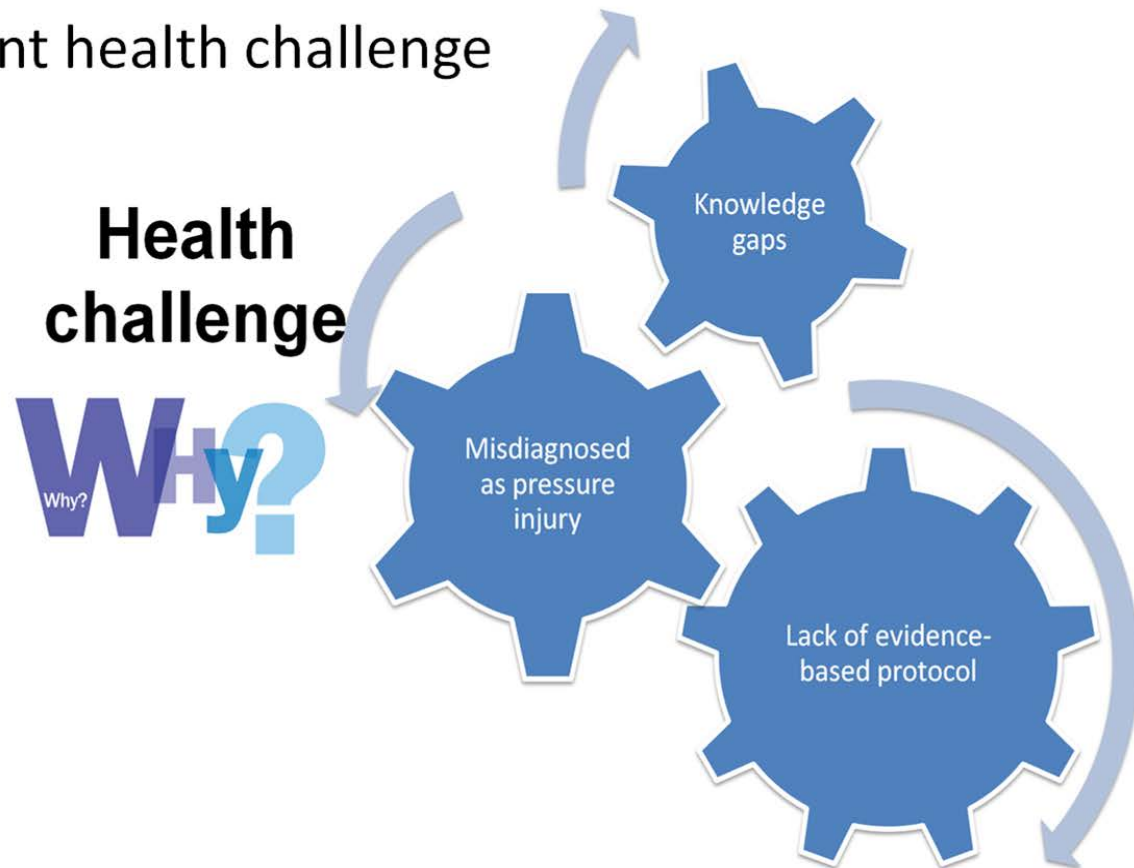 nt health challenge
Health
challenge
Why?
Why?
Knowledge
gaps
Misdiagnosed
as pressure
injury
Lack of evidence-
based protocol